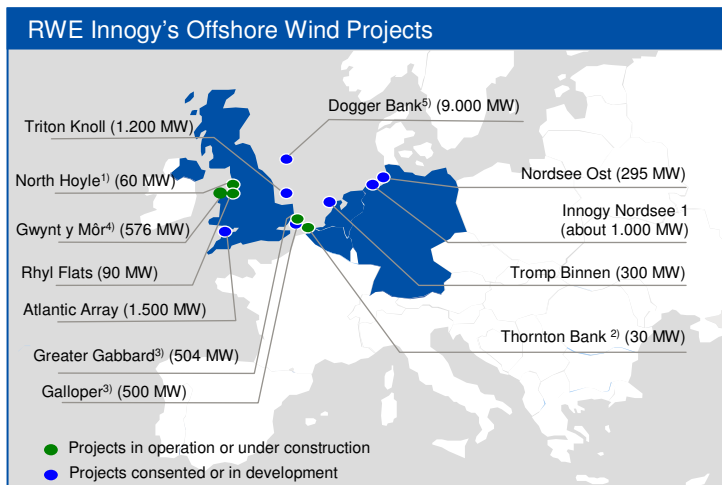 RWE Innogy's Offshore Wind Projects
Dogger Bank5) (9.000 MW)
Triton Knoll (1.200 MW)
North Hoyle1) (60 MW)
Gwynt y Môr4) (576 MW)
Rhyl Flats (90 MW)
Atlantic Array (1.500 MW)
Greater Gabbard3) (504 MW)
Galloper3) (500 MW)
Nordsee Ost (295 MW)
Innogy Nordsee 1
(about 1.000 MW)
Tromp Binnen (300 MW)
Thornton Bank 2) (30 MW)
Projects in operation or under construction
Projects consented or in development